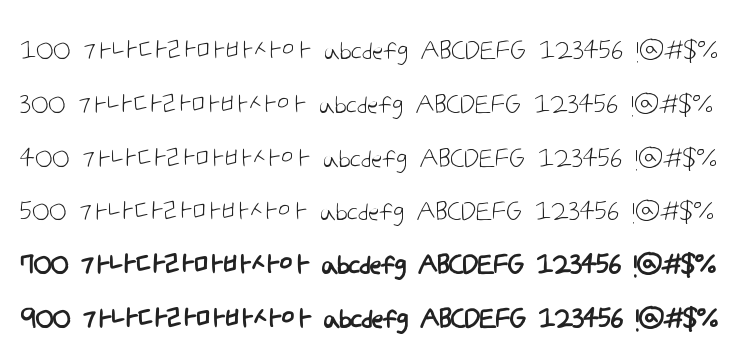 100 가나다라마바사아 abcdefg ABCDEFG 123456 !@#$%
300 가나다라마바사아 abcdefg ABCDEFG 123456 !@#$%
400 가나다라마바사아 abcdefg ABCDEFG 123456 !@#$%
500 가나다라마바사아 abcdefg ABCDEFG 123456 !@#$%
700 가나다라마바사아 abcdefg ABCDEFG 123456 !@#$%
900 가나다라마바사아 abcdefg ABCDEFG 123456 !@#$%